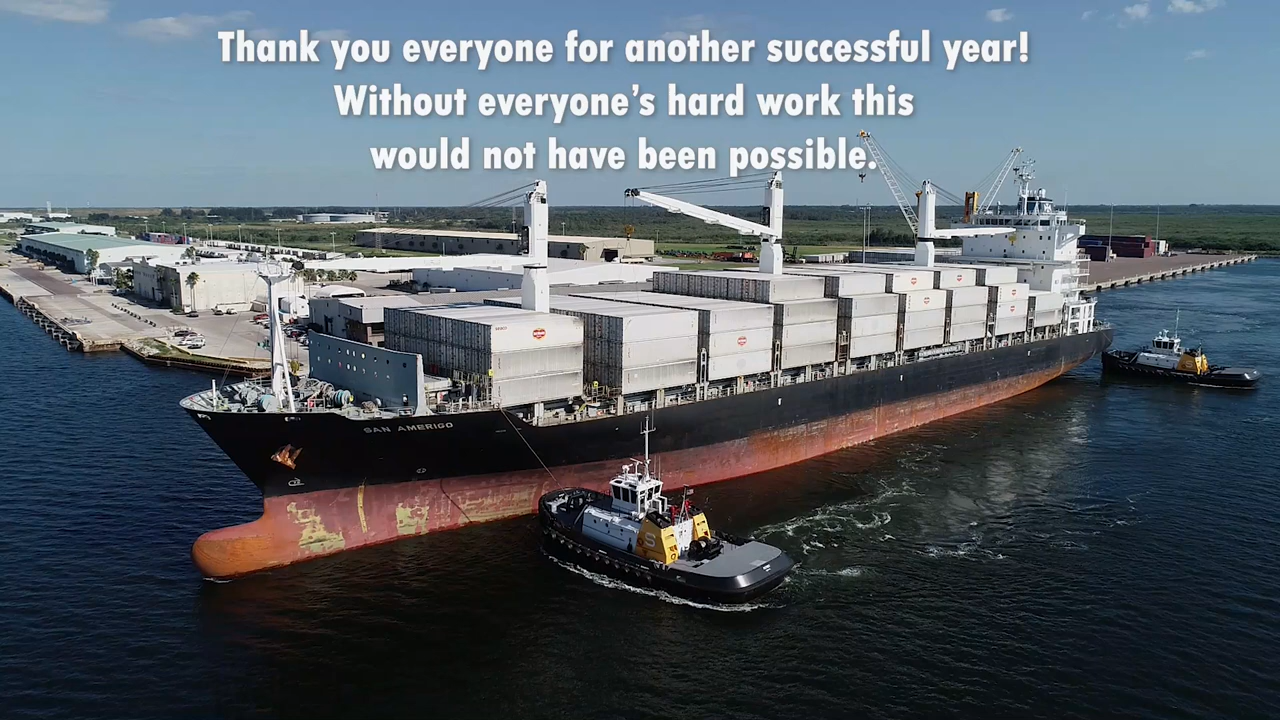 Thank you everyone for another successful year!
Without everyone's hard work this
would not have been possible.
SAN AMERIGO
S